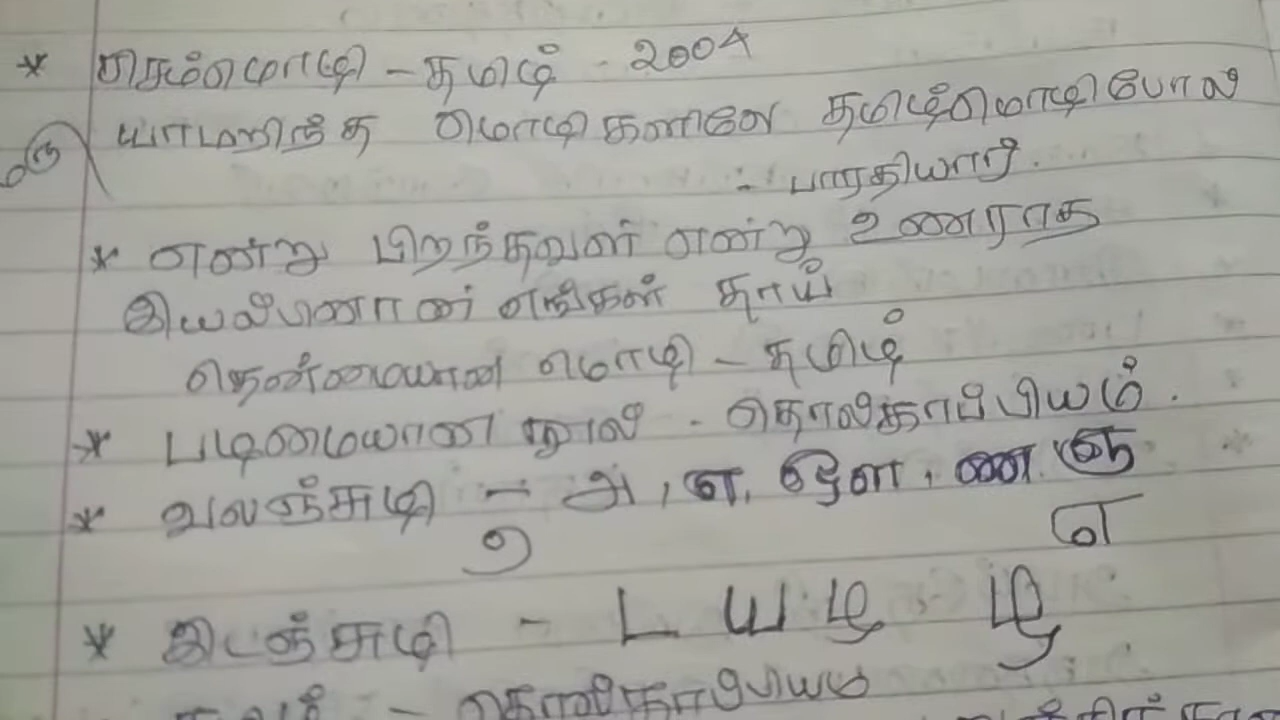 * செம்மொழி - தமிழ் - 2004
யாமறிந்த மொழிகளிலே தமிழ்மொழிபோல்
- பாரதியார்.
* என்று பிறந்தவள் என்று உணராத
இயல்பினாள் எங்கள் தாய்
தொன்மையான மொழி - தமிழ்
* பழமையான நூல் - தொல்காப்பியம்.
* வலஞ்சுழி - அ, எ, ஔ, ண, ஞ
* இடஞ்சுழி - ட ய ழ ழி
- தொல்காப்பியம்